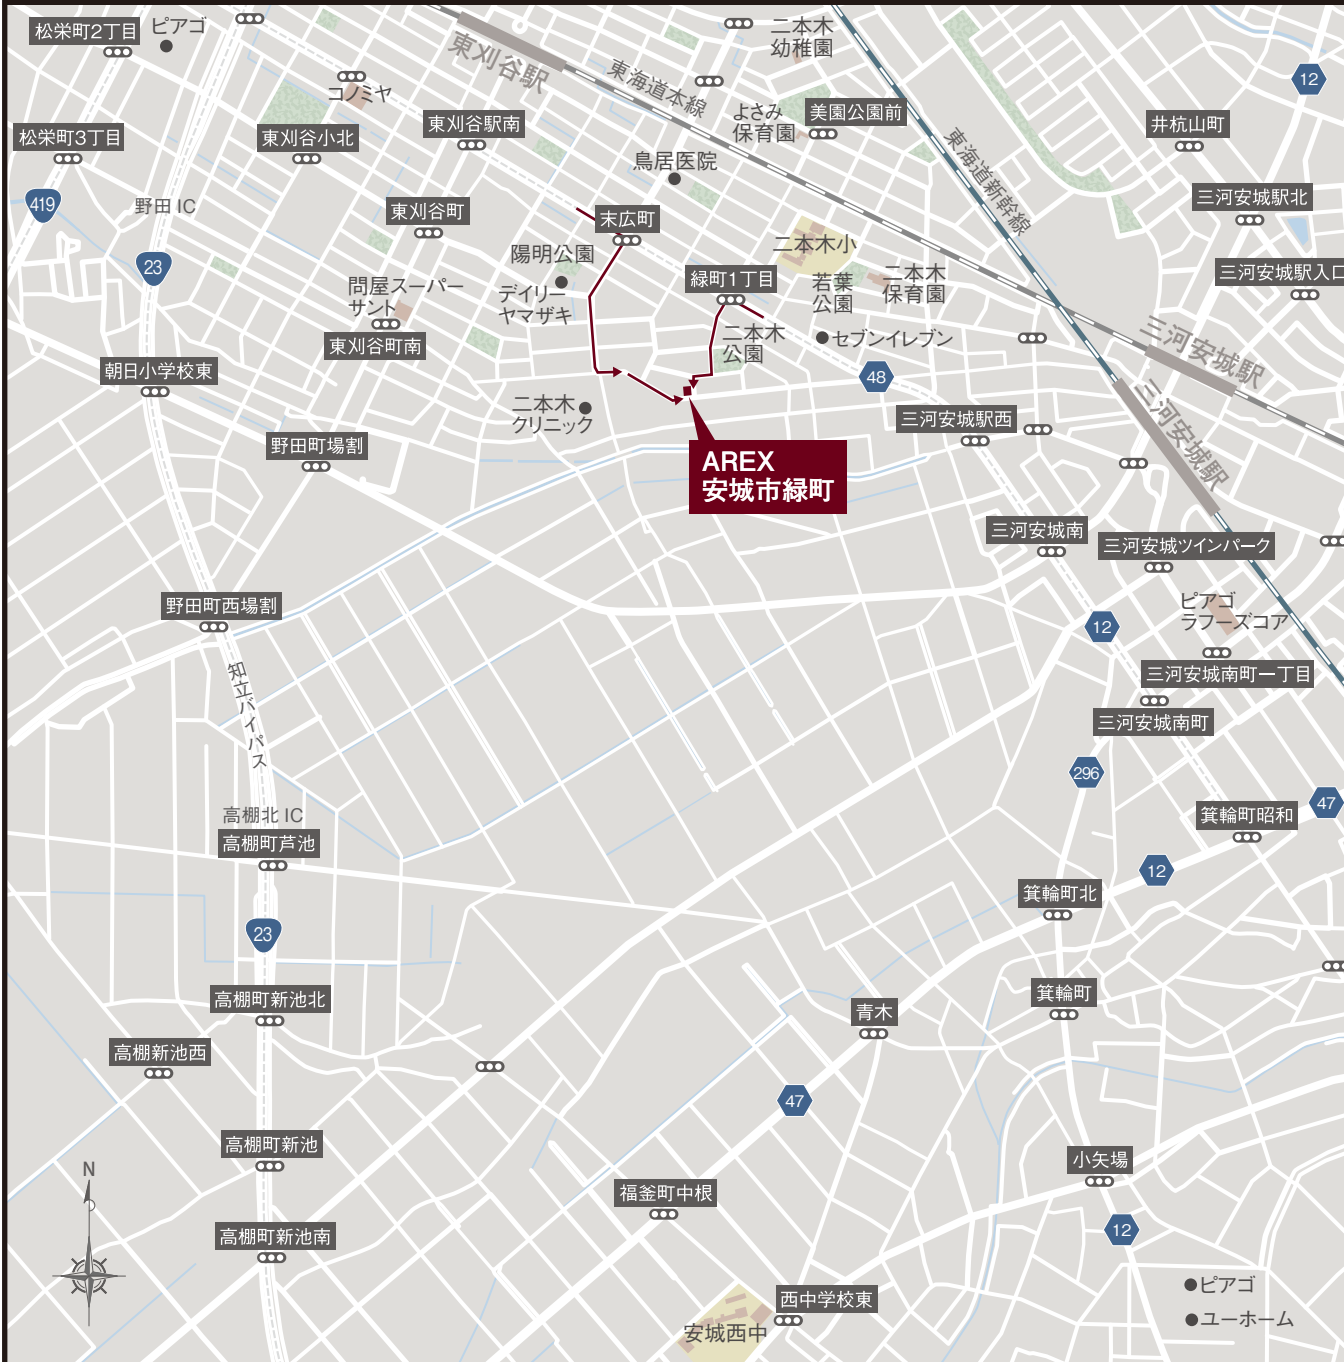 松栄町2丁目
ピアゴ
二本木
幼稚園
東刈谷駅
東海道本線
12
コノミヤ
よさみ
保育園
美園公園前
松栄町3丁目
東刈谷小北
東刈谷駅南
井杭山町
鳥居医院
東海道新幹線
419
野田 IC
東刈谷町
末広町
三河安城駅北
23
陽明公園
二本木小
緑町1丁目
三河安城駅入口
問屋スーパー
サント
デイリー
ヤマザキ
若葉
公園
二本木
保育園
東刈谷町南
二本木
公園
セブンイレブン
三河安城駅
朝日小学校東
48
三河安城駅
二本木
クリニック
三河安城駅西
野田町場割
AREX
安城市緑町
三河安城南
三河安城ツインパーク
野田町西場割
ピアゴ
ラフーズコア
12
知立バイパス
三河安城南町一丁目
三河安城南町
296
47
高棚北 IC
箕輪町昭和
高棚町芦池
12
箕輪町北
23
高棚町新池北
箕輪町
青木
高棚新池西
47
高棚町新池
小矢場
N
福釜町中根
高棚町新池南
12
西中学校東
ピアゴ
安城西中
ユーホーム